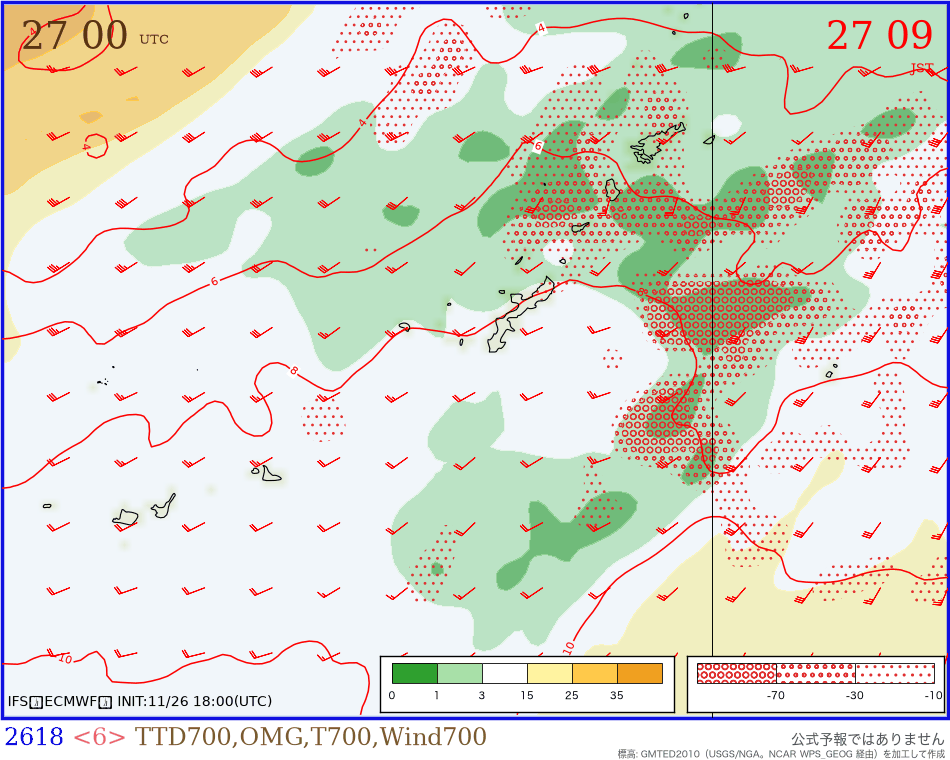 27 00 UTC
27 09
JST
4
4
4
4
6
6
8
10
10
IFS ECMWF INIT:11/26 18:00(UTC)
0 1 3 15 25 35
-70 -30 -10
2618 <6> TTD700,OMG,T700,Wind700
公式予報ではありません
標高: GMTED2010（USGS/NGA。NCAR WPS_GEOG 経由）を加工して作成